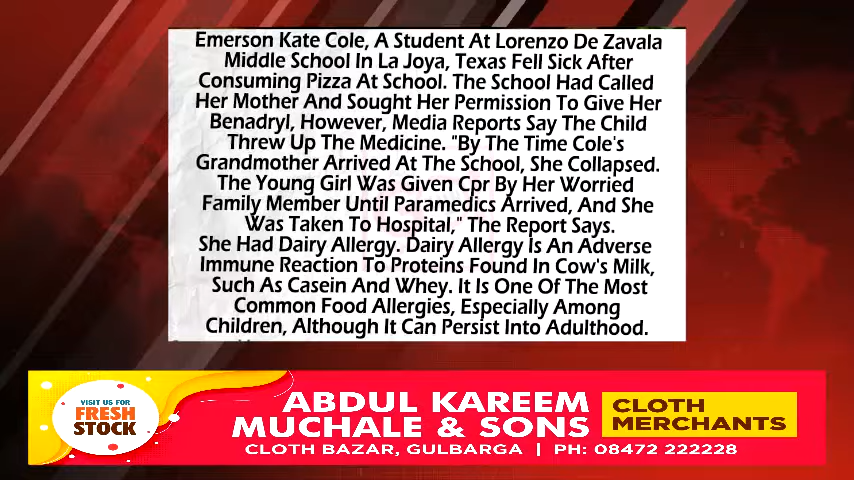 Emerson Kate Cole, A Student At Lorenzo De Zavala
Middle School In La Joya, Texas Fell Sick After
Consuming Pizza At School. The School Had Called
Her Mother And Sought Her Permission To Give Her
Benadryl, However, Media Reports Say The Child
Threw Up The Medicine. "By The Time Cole's
Grandmother Arrived At The School, She Collapsed.
The Young Girl Was Given Cpr By Her Worried
Family Member Until Paramedics Arrived, And She
Was Taken To Hospital," The Report Says.
She Had Dairy Allergy. Dairy Allergy Is An Adverse
Immune Reaction To Proteins Found In Cow's Milk,
Such As Casein And Whey. It Is One Of The Most
Common Food Allergies, Especially Among
Children, Although It Can Persist Into Adulthood.
VISIT US FOR
FRESH
STOCK
ABDUL KAREEM
MUCHALE & SONS
CLOTH
MERCHANTS
CLOTH BAZAR, GULBARGA | PH: 08472 222228